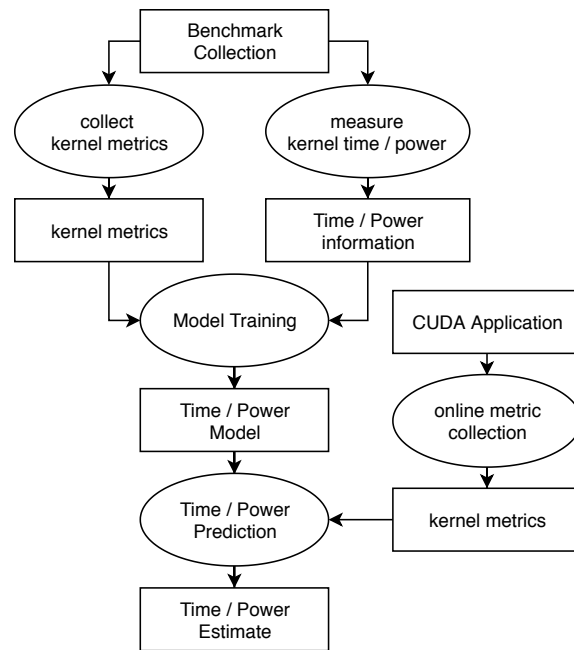 Benchmark
Collection
collect
kernel metrics
measure
kernel time / power
kernel metrics
Time / Power
information
Model Training
CUDA Application
Time / Power
Model
online metric
collection
Time / Power
Prediction
kernel metrics
Time / Power
Estimate